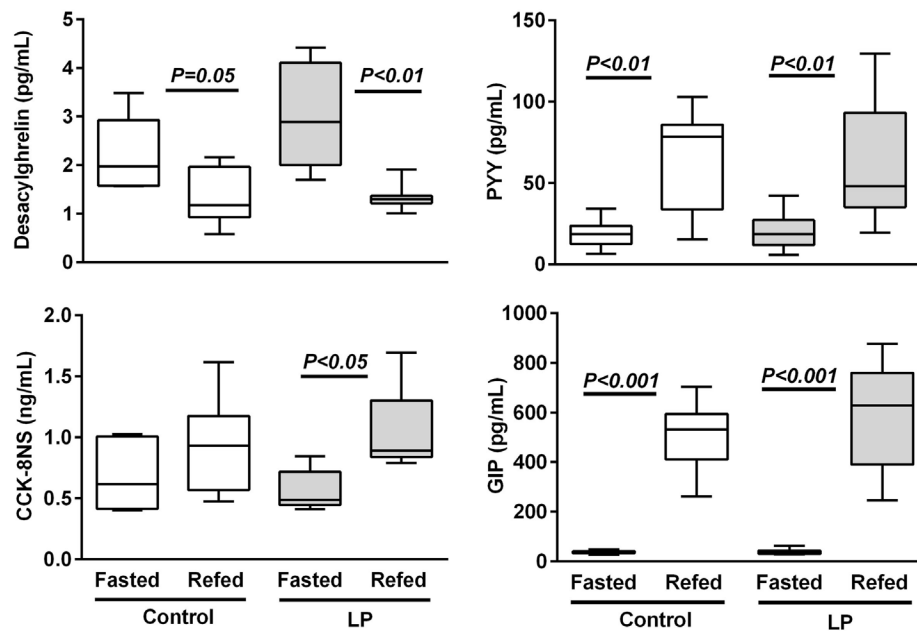 Desacylghrelin (pg/mL)
5
4
3
2
1
0
P=0.05
P<0.01
PYY (pg/mL)
150
100
50
0
P<0.01
P<0.01
CCK-8NS (ng/mL)
2.0
1.5
1.0
0.5
0.0
P<0.05
Fasted Refed Fasted Refed
Control LP
GIP (pg/mL)
1000
800
600
400
200
0
P<0.001
P<0.001
Fasted Refed Fasted Refed
Control LP